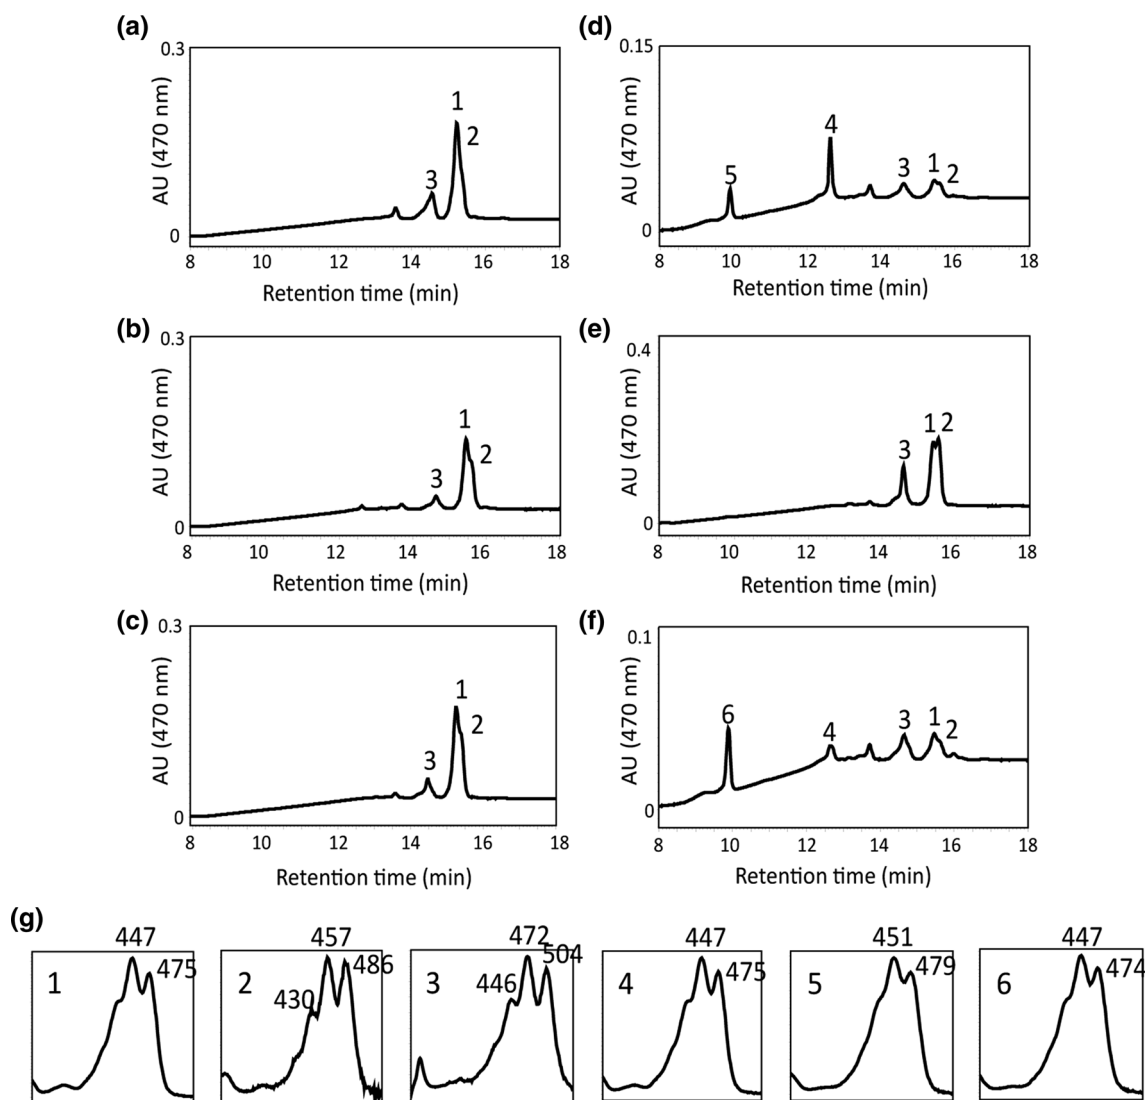 (a)
0.3
AU (470 nm)
0
1
2
3
8 10 12 14 16 18
Retention time (min)
(d)
0.15
AU (470 nm)
0
5
4
3
1
2
8 10 12 14 16 18
Retention time (min)
(b)
0.3
AU (470 nm)
0
1
2
3
8 10 12 14 16 18
Retention time (min)
(e)
0.4
AU (470 nm)
0
3
1 2
8 10 12 14 16 18
Retention time (min)
(c)
0.3
AU (470 nm)
0
1
2
3
8 10 12 14 16 18
Retention time (min)
(f)
0.1
AU (470 nm)
0
6
4
3
1
2
8 10 12 14 16 18
Retention time (min)
(g)
447
475
1
457
486
430
2
472
504
446
3
447
475
4
451
479
5
447
474
6